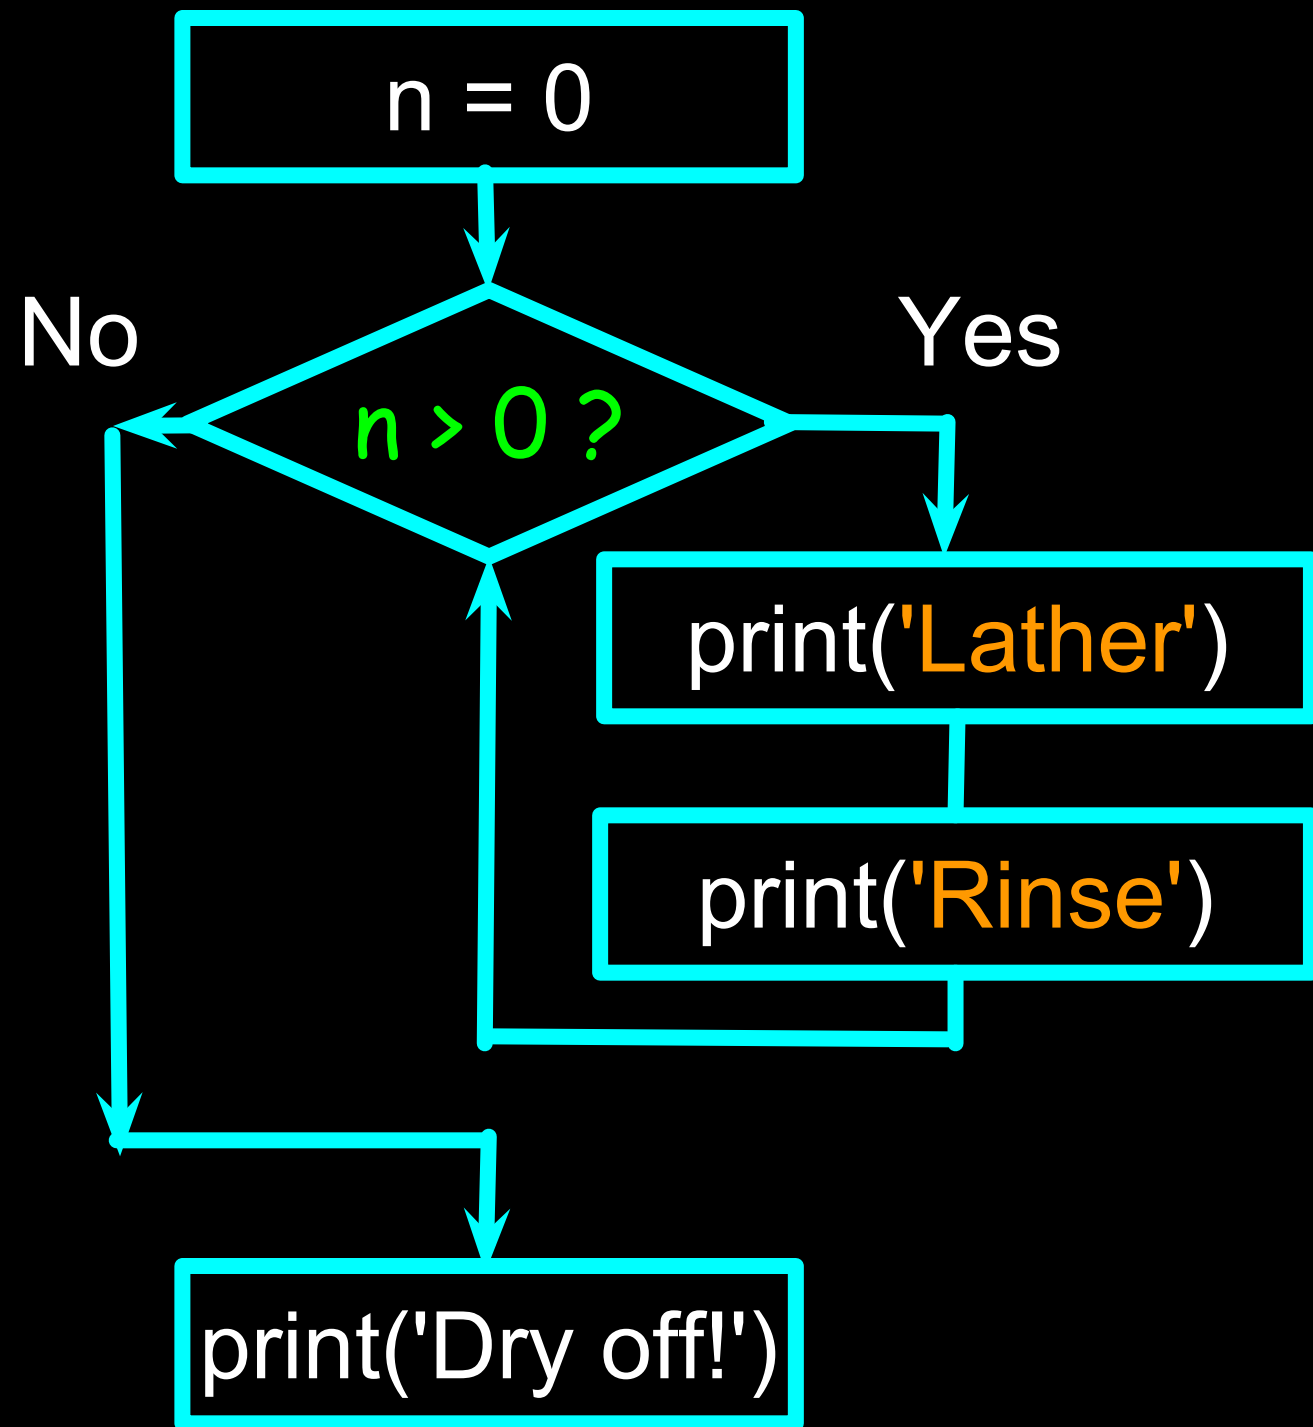 n = 0
No
Yes
n > 0 ?
print('Lather')
print('Rinse')
print('Dry off!')